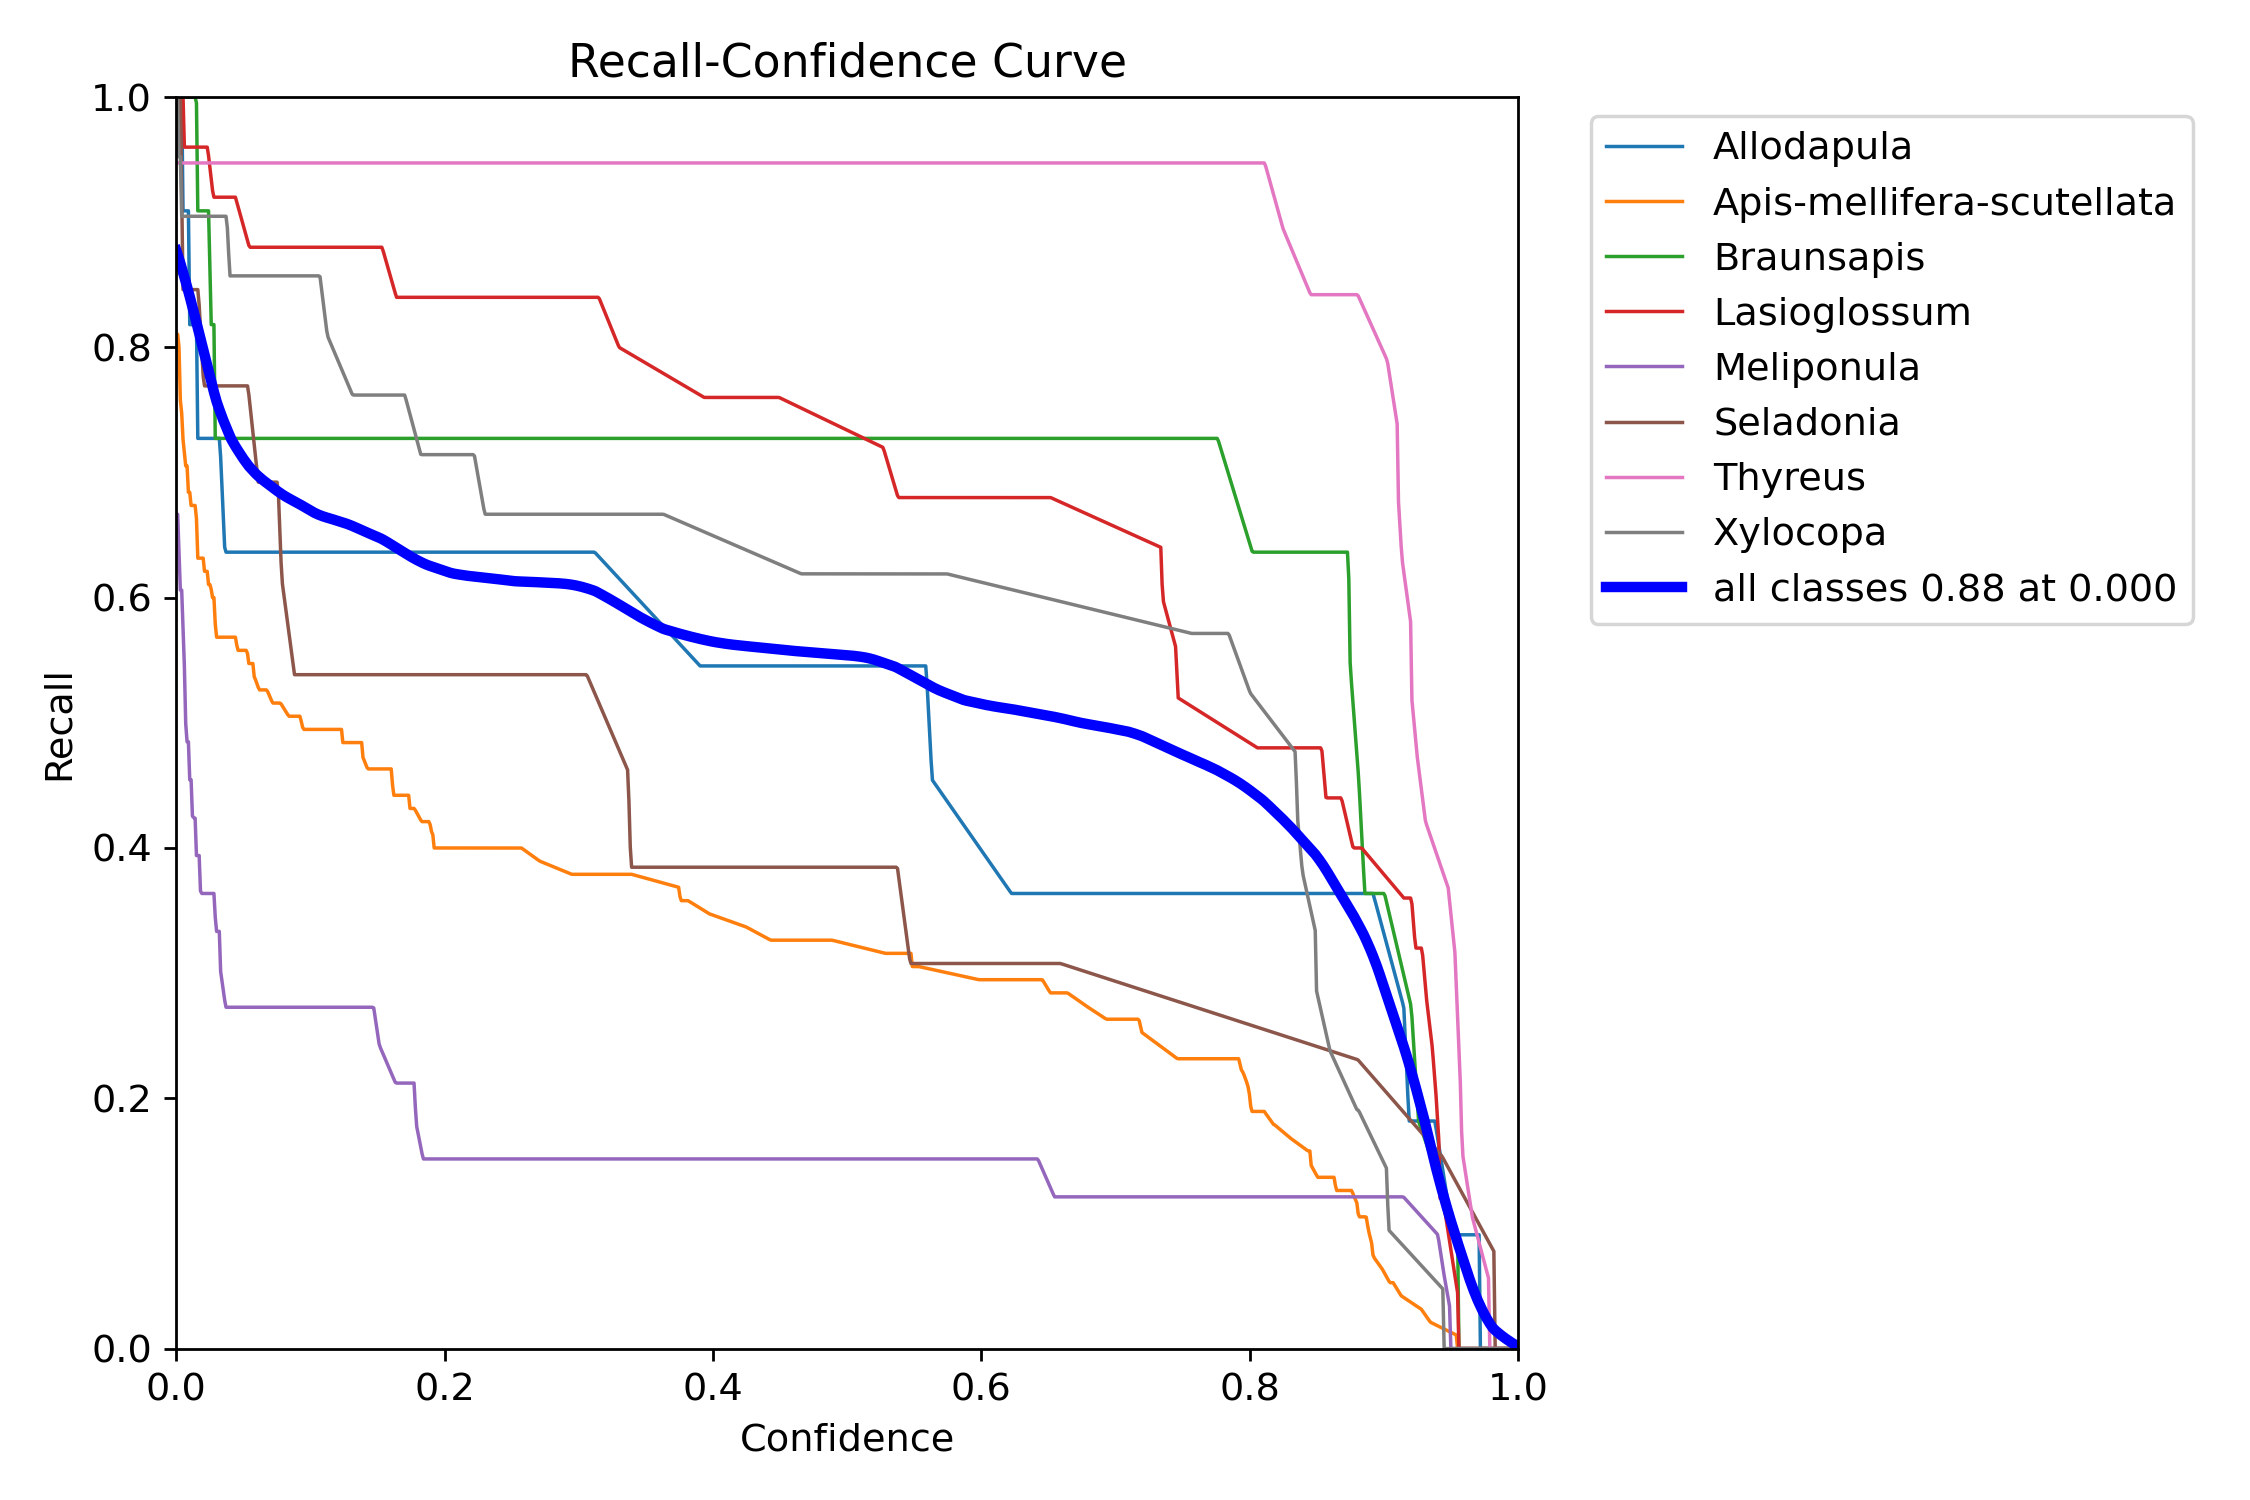 Recall-Confidence Curve
1.0
0.8
0.6
0.4
0.2
0.0
Recall
0.0 0.2 0.4 0.6 0.8 1.0
Confidence
Allodapula
Apis-mellifera-scutellata
Braunsapis
Lasioglossum
Meliponula
Seladonia
Thyreus
Xylocopa
all classes 0.88 at 0.000